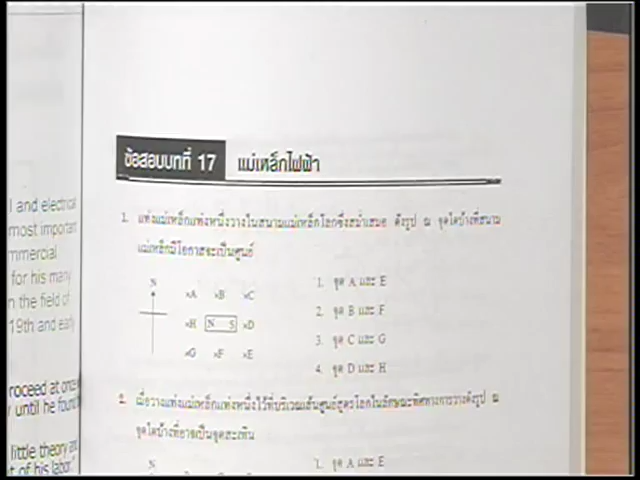 ข้อสอบบทที่ 17 แม่เหล็กไฟฟ้า
l and electrical
most important
mmercial
for his many
n the field of
19th and early
roceed at once
y until he found
little theory and
t of his labor."
1. แท่งแม่เหล็กแท่งหนึ่งวางในสนามแม่เหล็กโลกซึ่งสม่ำเสมอ ดังรูป ณ จุดใดบ้างที่สนาม
แม่เหล็กมีโอกาสจะเป็นศูนย์
N
×A ×B ×C
×H N S ×D
×G ×F ×E
1. จุด A และ E
2. จุด B และ F
3. จุด C และ G
4. จุด D และ H
2. เมื่อวางแท่งแม่เหล็กแท่งหนึ่งไว้ที่บริเวณเส้นศูนย์สูตรโลกในลักษณะทิศทางการวางดังรูป ณ
จุดใดบ้างที่อาจเป็นจุดสะเทิน
N
×A ×B ×C
1. จุด A และ E